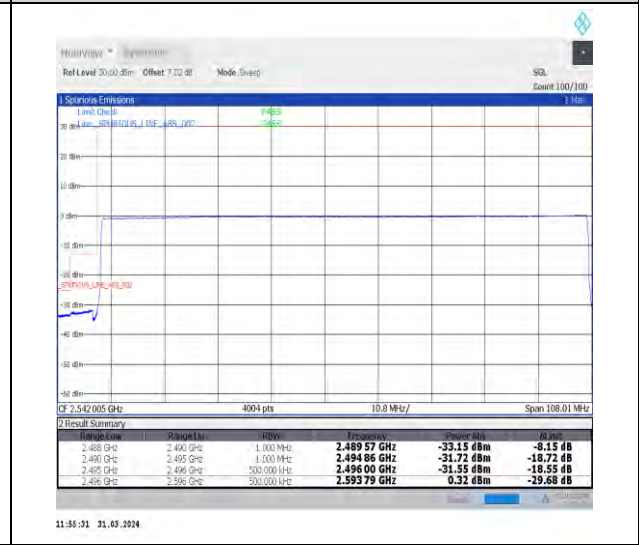 MultiView
Ref Level 30.00 dBm Offset 7.02 dB Mode Sweep SGL
Count 100/100
1 Spurious Emissions 1 Max
Limit Check PASS
Line _SPURIOUS_LINE_ABS_002 PASS
30 dBm
20 dBm
10 dBm
0 dBm
-10 dBm
-20 dBm
_SPURIOUS_LINE_ABS_002
-30 dBm
-40 dBm
-50 dBm
-60 dBm
CF 2.542 005 GHz 4004 pts 10.8 MHz/ Span 108.01 MHz
2 Result Summary
Range Low Range Up RBW Frequency Power Abs ΔLimit
2.488 GHz 2.490 GHz 1.000 MHz 2.489 57 GHz -33.15 dBm -8.15 dB
2.490 GHz 2.495 GHz 1.000 MHz 2.494 86 GHz -31.72 dBm -18.72 dB
2.495 GHz 2.496 GHz 500.000 kHz 2.496 00 GHz -31.55 dBm -18.55 dB
2.496 GHz 2.596 GHz 500.000 kHz 2.593 79 GHz 0.32 dBm -29.68 dB
11:55:31 31.03.2024